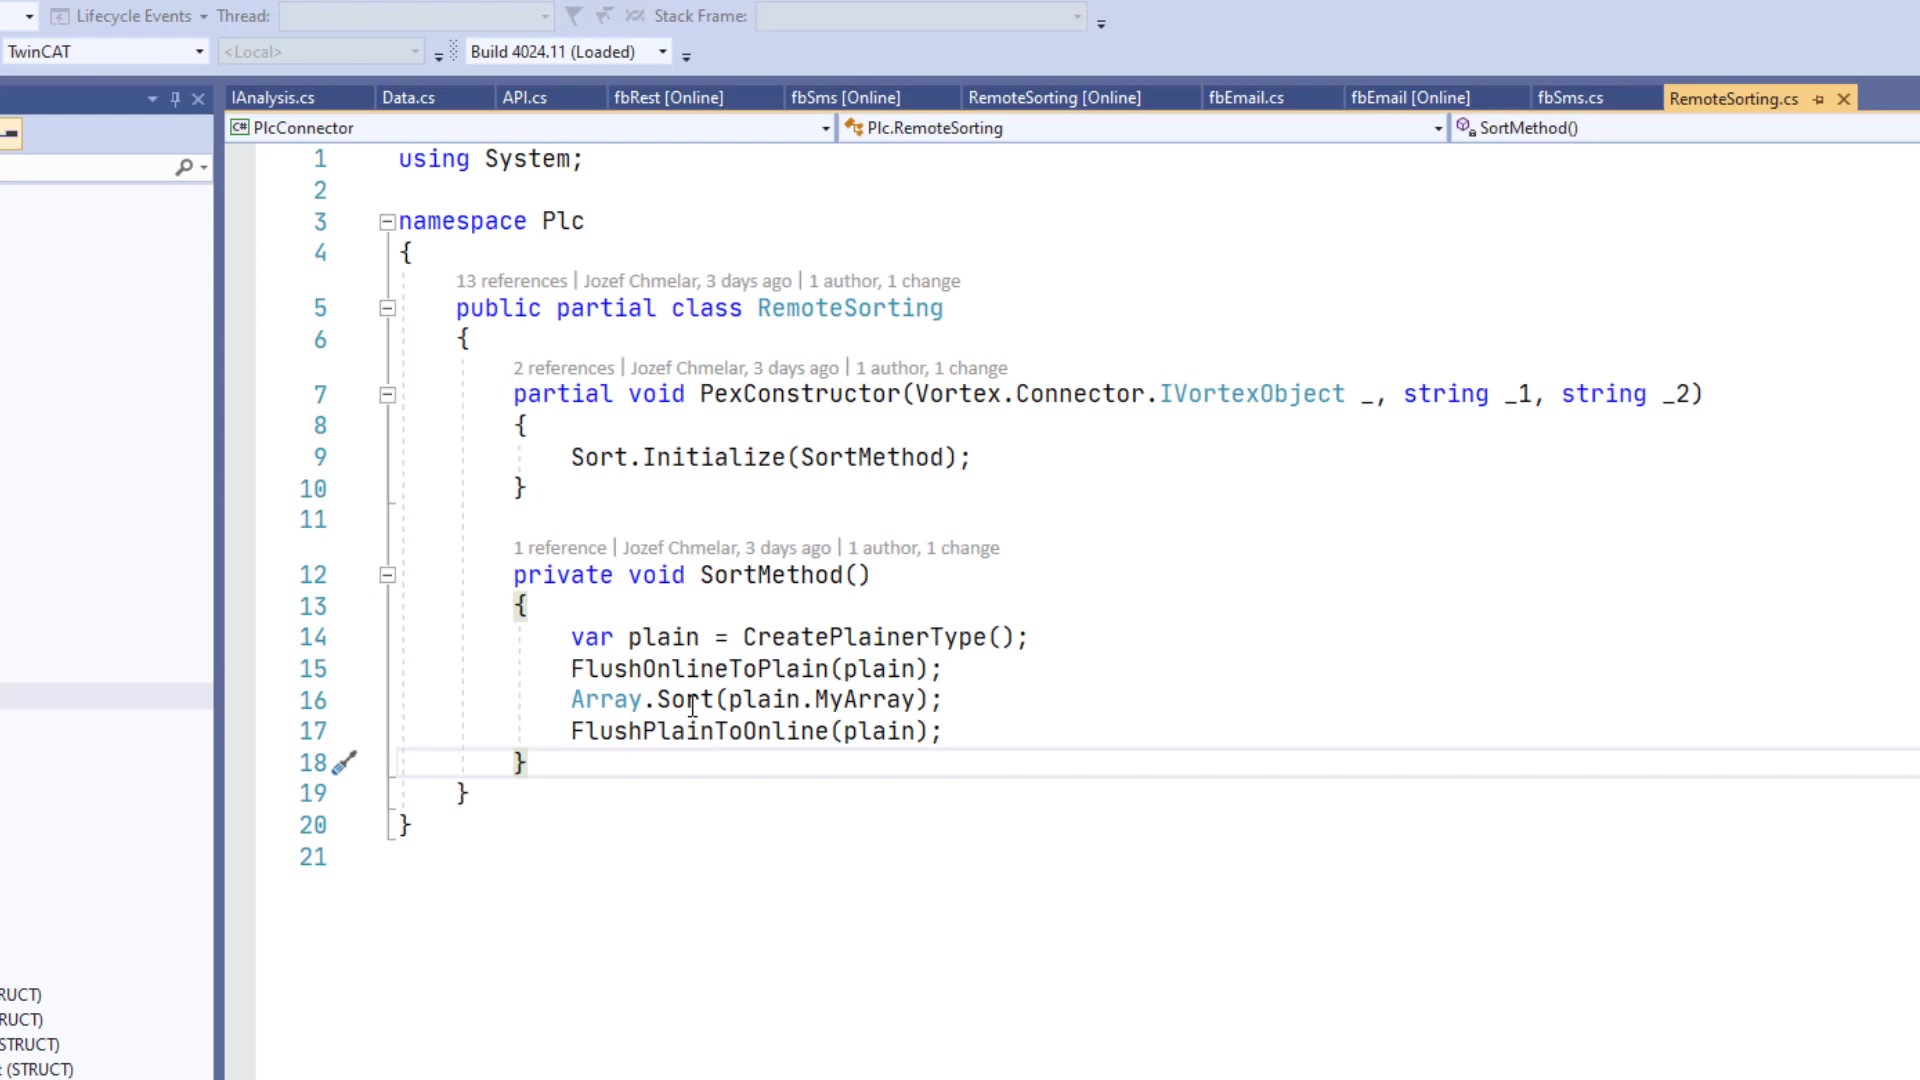 Lifecycle Events Thread: Stack Frame:
TwinCAT <Local> Build 4024.11 (Loaded)
IAnalysis.cs Data.cs API.cs fbRest [Online] fbSms [Online] RemoteSorting [Online] fbEmail.cs fbEmail [Online] fbSms.cs RemoteSorting.cs
C# PlcConnector Plc.RemoteSorting SortMethod()
1 using System;
2
3 namespace Plc
4 {
13 references | Jozef Chmelar, 3 days ago | 1 author, 1 change
5 public partial class RemoteSorting
6 {
2 references | Jozef Chmelar, 3 days ago | 1 author, 1 change
7 partial void PexConstructor(Vortex.Connector.IVortexObject _, string _1, string _2)
8 {
9 Sort.Initialize(SortMethod);
10 }
11
1 reference | Jozef Chmelar, 3 days ago | 1 author, 1 change
12 private void SortMethod()
13 {
14 var plain = CreatePlainerType();
15 FlushOnlineToPlain(plain);
16 Array.Sort(plain.MyArray);
17 FlushPlainToOnline(plain);
18 }
19 }
20 }
21
RUCT)
RUCT)
STRUCT)
(STRUCT)